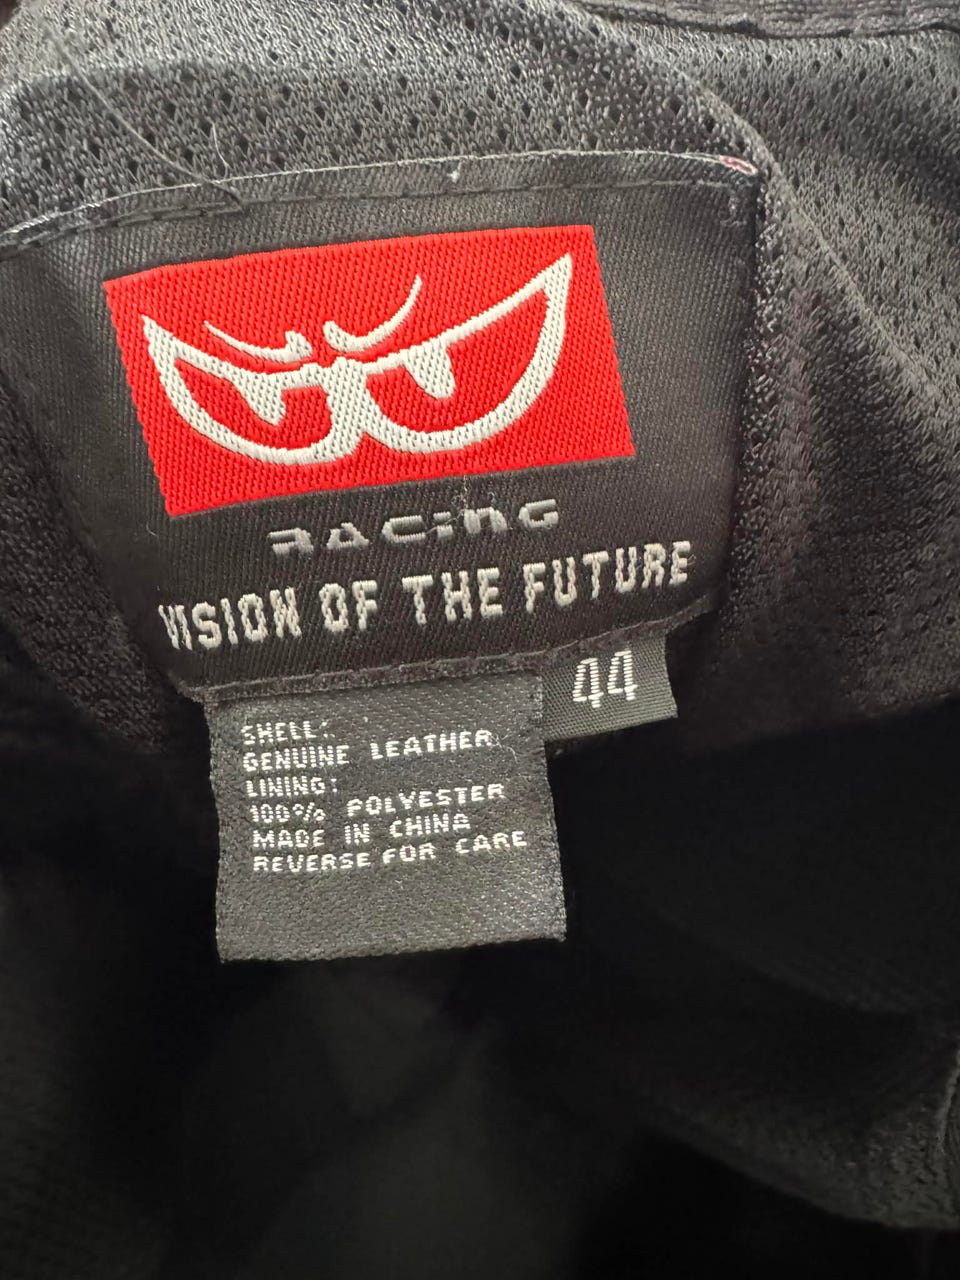 RACING
VISION OF THE FUTURE
44
SHELL:
GENUINE LEATHER
LINING:
100% POLYESTER
MADE IN CHINA
REVERSE FOR CARE